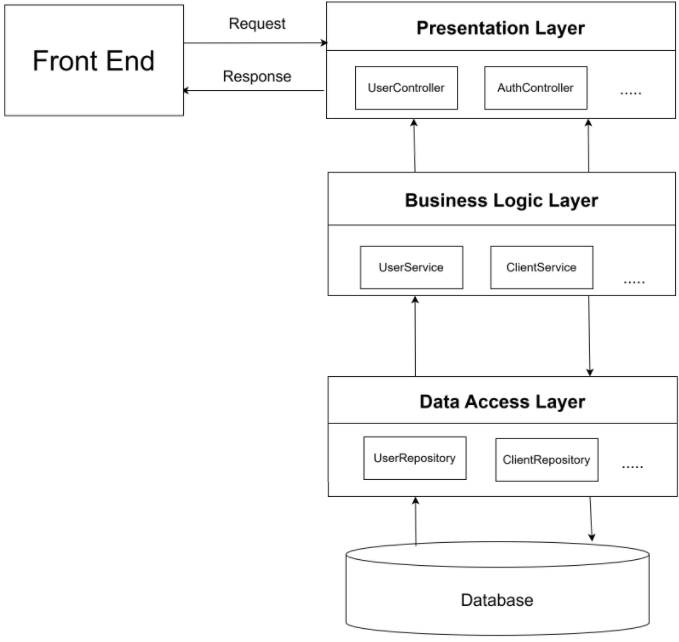 Front End
Request
Response
Presentation Layer
UserController
AuthController
.....
Business Logic Layer
UserService
ClientService
.....
Data Access Layer
UserRepository
ClientRepository
.....
Database